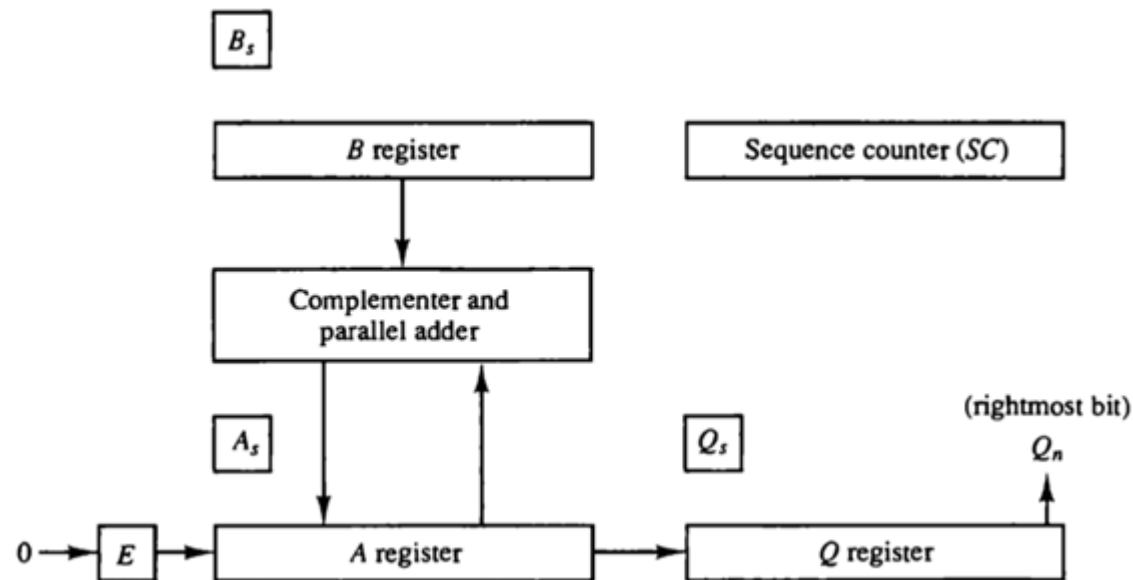 B_s
B register
Sequence counter (SC)
Complementer and
parallel adder
(rightmost bit)
A_s
Q_s
Q_n
0
E
A register
Q register